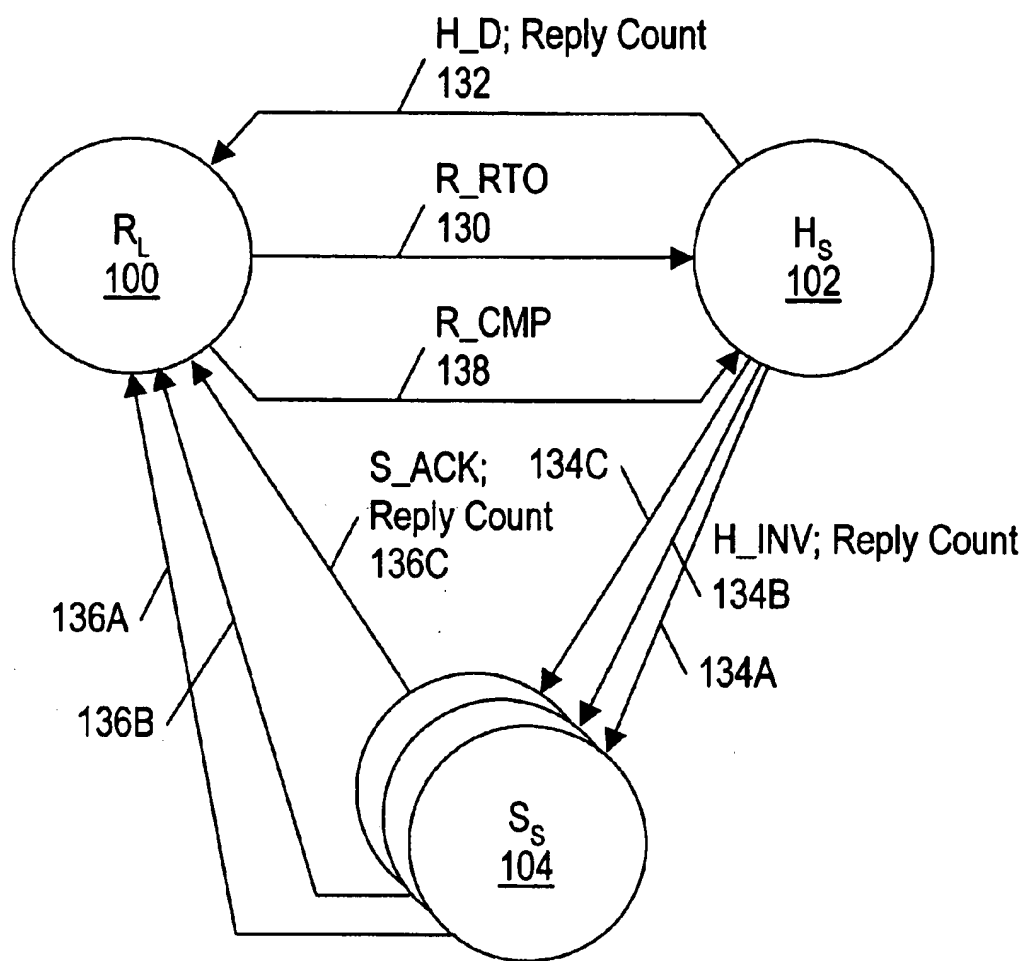 H_D; Reply Count
132
R_RTO
130
R_L
100
H_S
102
R_CMP
138
S_ACK;
Reply Count
136C
134C
H_INV; Reply Count
134B
134A
136A
136B
S_S
104